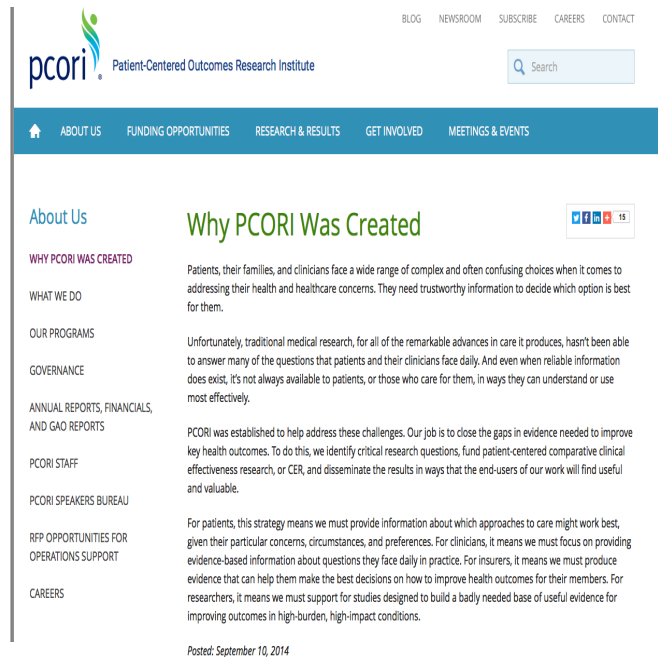 BLOG NEWSROOM SUBSCRIBE CAREERS CONTACT
pcori® Patient-Centered Outcomes Research Institute
Search
ABOUT US FUNDING OPPORTUNITIES RESEARCH & RESULTS GET INVOLVED MEETINGS & EVENTS
About Us
WHY PCORI WAS CREATED
WHAT WE DO
OUR PROGRAMS
GOVERNANCE
ANNUAL REPORTS, FINANCIALS,
AND GAO REPORTS
PCORI STAFF
PCORI SPEAKERS BUREAU
RFP OPPORTUNITIES FOR
OPERATIONS SUPPORT
CAREERS
Why PCORI Was Created
15
Patients, their families, and clinicians face a wide range of complex and often confusing choices when it comes to
addressing their health and healthcare concerns. They need trustworthy information to decide which option is best
for them.
Unfortunately, traditional medical research, for all of the remarkable advances in care it produces, hasn't been able
to answer many of the questions that patients and their clinicians face daily. And even when reliable information
does exist, it's not always available to patients, or those who care for them, in ways they can understand or use
most effectively.
PCORI was established to help address these challenges. Our job is to close the gaps in evidence needed to improve
key health outcomes. To do this, we identify critical research questions, fund patient-centered comparative clinical
effectiveness research, or CER, and disseminate the results in ways that the end-users of our work will find useful
and valuable.
For patients, this strategy means we must provide information about which approaches to care might work best,
given their particular concerns, circumstances, and preferences. For clinicians, it means we must focus on providing
evidence-based information about questions they face daily in practice. For insurers, it means we must produce
evidence that can help them make the best decisions on how to improve health outcomes for their members. For
researchers, it means we must support for studies designed to build a badly needed base of useful evidence for
improving outcomes in high-burden, high-impact conditions.
Posted: September 10, 2014